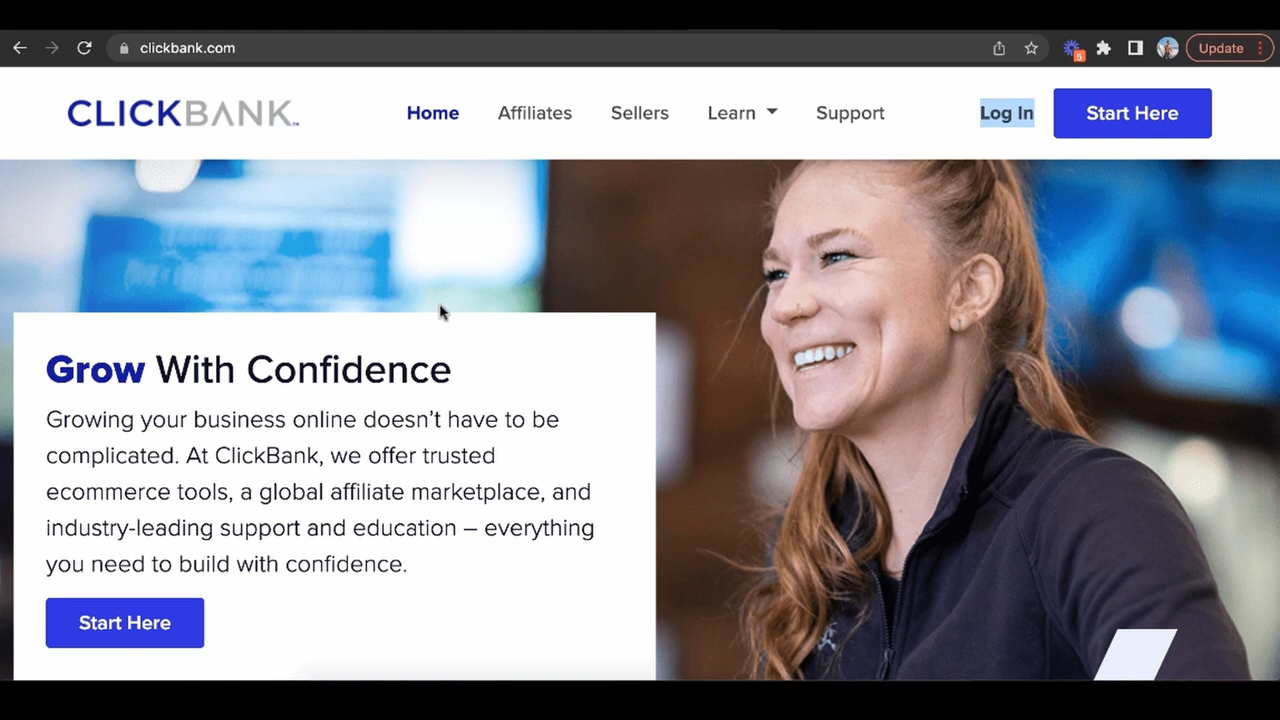 clickbank.com
5
Update
CLICKBANK™
Home
Affiliates
Sellers
Learn
Support
Log In
Start Here
Grow With Confidence
Growing your business online doesn’t have to be
complicated. At ClickBank, we offer trusted
ecommerce tools, a global affiliate marketplace, and
industry-leading support and education – everything
you need to build with confidence.
Start Here